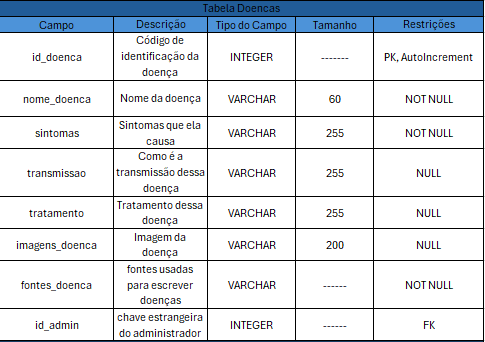 Tabela Doencas
Campo Descrição Tipo do Campo Tamanho Restrições
id_doenca Código de identificação da doença INTEGER ------- PK, AutoIncrement
nome_doenca Nome da doença VARCHAR 60 NOT NULL
sintomas Sintomas que ela causa VARCHAR 255 NOT NULL
transmissao Como é a transmissão dessa doença VARCHAR 255 NULL
tratamento Tratamento dessa doença VARCHAR 255 NULL
imagens_doenca Imagem da doença VARCHAR 200 NULL
fontes_doenca fontes usadas para escrever doenças VARCHAR ------ NOT NULL
id_admin chave estrangeira do administrador INTEGER ------ FK